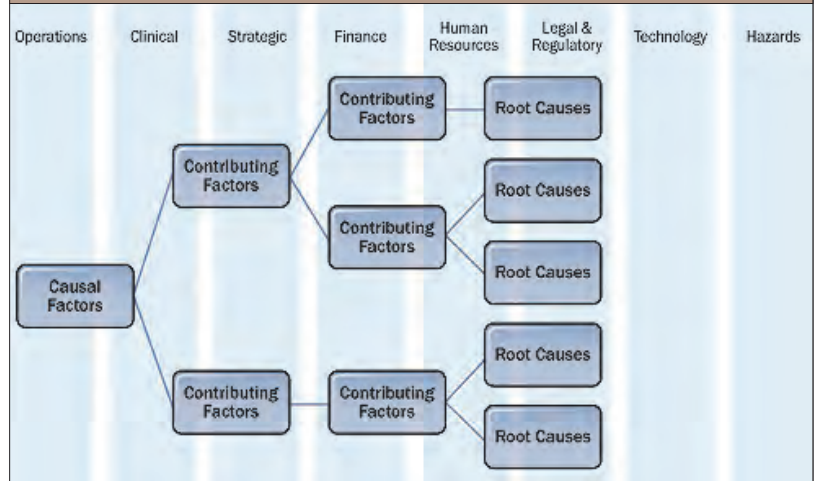 Operations
Clinical
Strategic
Finance
Human
Resources
Legal &
Regulatory
Technology
Hazards
Contributing
Factors
Root Causes
Contributing
Factors
Root Causes
Contributing
Factors
Root Causes
Causal
Factors
Root Causes
Contributing
Factors
Contributing
Factors
Root Causes